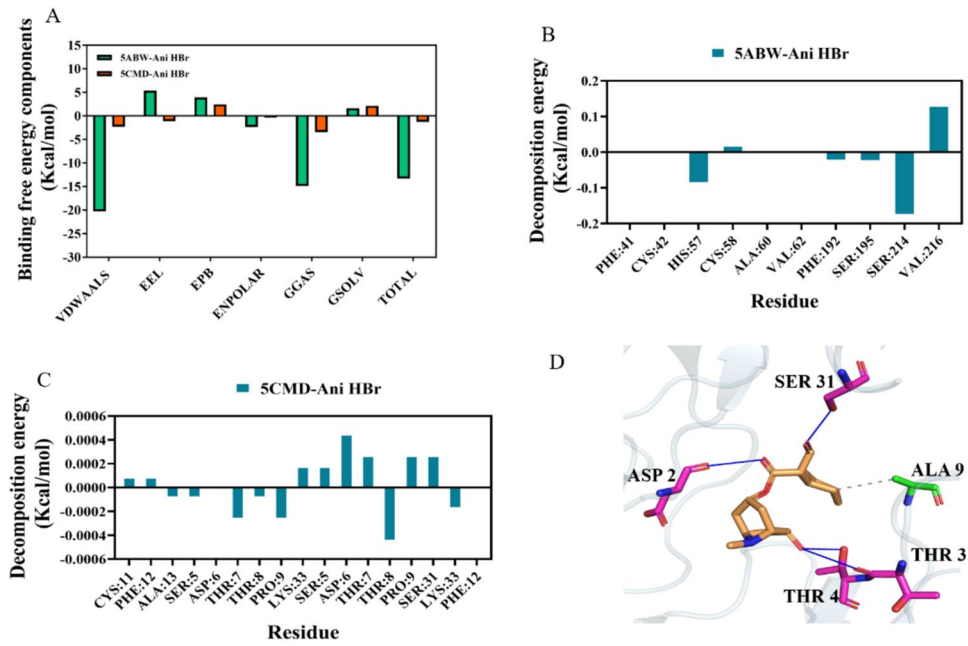 A
Binding free energy components
(Kcal/mol)
15
10
5
0
-5
-10
-15
-20
-25
-30
5ABW-Ani HBr
5CMD-Ani HBr
VDWAALS
EEL
EPB
ENPOLAR
GGAS
GSOLV
TOTAL
B
5ABW-Ani HBr
Decomposition energy
(Kcal/mol)
0.2
0.1
0.0
-0.1
-0.2
PHE:41
CYS:42
HIS:57
CYS:58
ALA:60
VAL:62
PHE:192
SER:195
SER:214
VAL:216
Residue
C
5CMD-Ani HBr
Decomposition energy
(Kcal/mol)
0.0006
0.0004
0.0002
0.0000
-0.0002
-0.0004
-0.0006
CYS:11
PHE:12
ALA:13
SER:5
ASP:6
THR:7
THR:8
PRO:9
LYS:33
SER:5
ASP:6
THR:7
THR:8
PRO:9
SER:31
LYS:33
PHE:12
Residue
D
SER 31
ASP 2
ALA 9
THR 3
THR 4